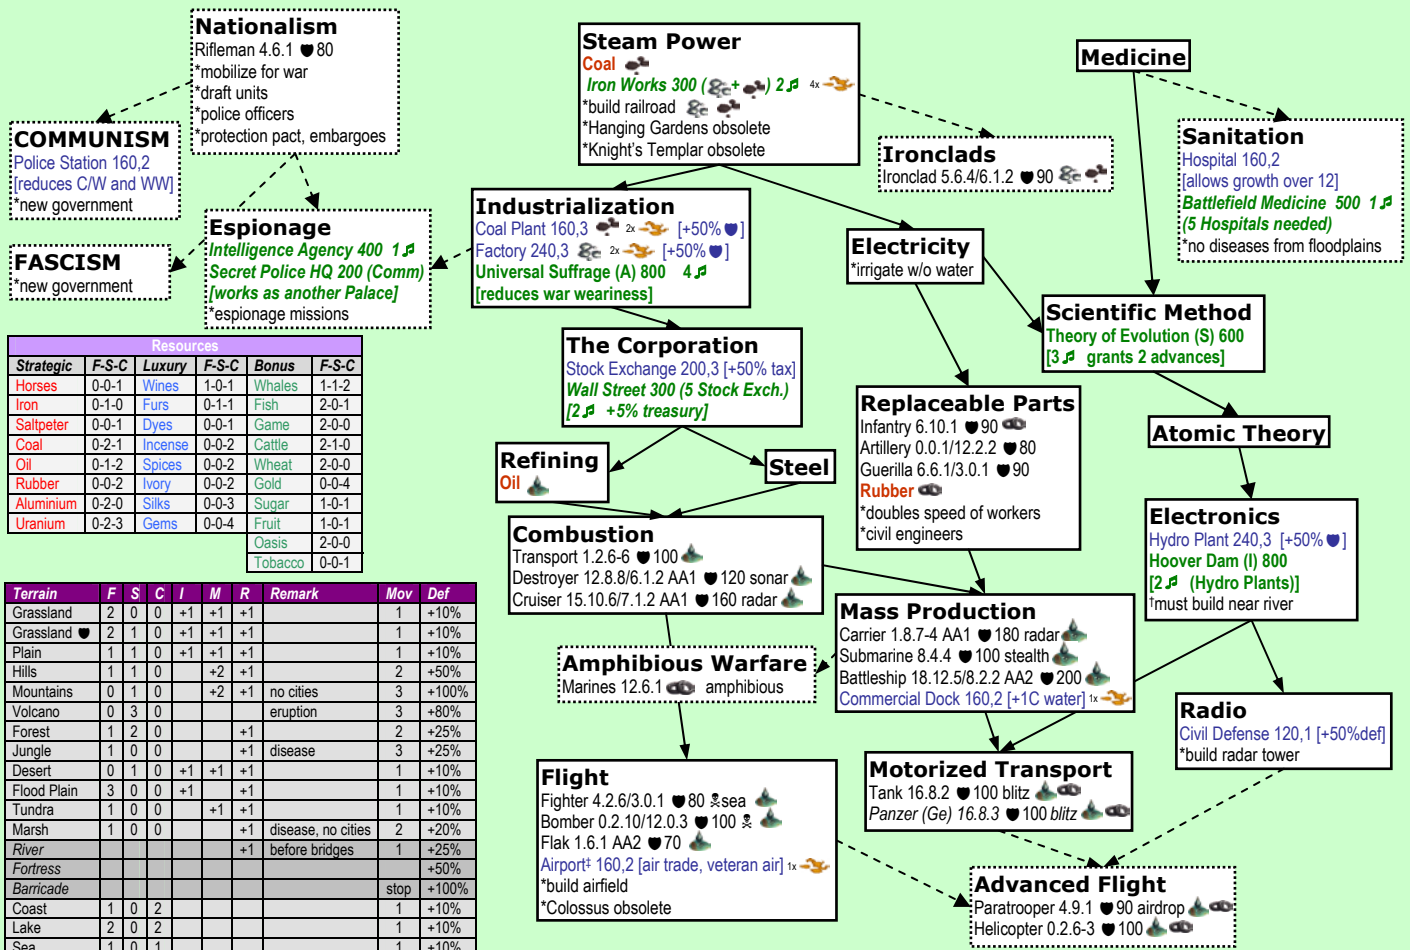 Nationalism
Rifleman 4.6.1 80
*mobilize for war
*draft units
*police officers
*protection pact, embargoes
COMMUNISM
Police Station 160,2
[reduces C/W and WW]
*new government
FASCISM
*new government
Espionage
Intelligence Agency 400 1♬
Secret Police HQ 200 (Comm)
[works as another Palace]
*espionage missions
Steam Power
Coal
Iron Works 300 ( + ) 2♬ 4x
*build railroad
*Hanging Gardens obsolete
*Knight's Templar obsolete
Ironclads
Ironclad 5.6.4/6.1.2 90
Medicine
Sanitation
Hospital 160,2
[allows growth over 12]
Battlefield Medicine 500 1♬
(5 Hospitals needed)
*no diseases from floodplains
Industrialization
Coal Plant 160,3 2x [+50% ]
Factory 240,3 2x [+50% ]
Universal Suffrage (A) 800 4♬
[reduces war weariness]
Electricity
*irrigate w/o water
Scientific Method
Theory of Evolution (S) 600
[3♬ grants 2 advances]
The Corporation
Stock Exchange 200,3 [+50% tax]
Wall Street 300 (5 Stock Exch.)
[2♬ +5% treasury]
Replaceable Parts
Infantry 6.10.1 90
Artillery 0.0.1/12.2.2 80
Guerilla 6.6.1/3.0.1 90
Rubber
*doubles speed of workers
*civil engineers
Atomic Theory
Refining
Oil
Steel
Electronics
Hydro Plant 240,3 [+50% ]
Hoover Dam (I) 800
[2♬ (Hydro Plants)]
†must build near river
Combustion
Transport 1.2.6-6 100
Destroyer 12.8.8/6.1.2 AA1 120 sonar
Cruiser 15.10.6/7.1.2 AA1 160 radar
Mass Production
Carrier 1.8.7-4 AA1 180 radar
Submarine 8.4.4 100 stealth
Battleship 18.12.5/8.2.2 AA2 200
Commercial Dock 160,2 [+1C water] 1x
Amphibious Warfare
Marines 12.6.1 amphibious
Radio
Civil Defense 120,1 [+50%def]
*build radar tower
Flight
Fighter 4.2.6/3.0.1 80 ☠sea
Bomber 0.2.10/12.0.3 100 ☠
Flak 1.6.1 AA2 70
Airport‡ 160,2 [air trade, veteran air] 1x
*build airfield
*Colossus obsolete
Motorized Transport
Tank 16.8.2 100 blitz
Panzer (Ge) 16.8.3 100 blitz
Advanced Flight
Paratrooper 4.9.1 90 airdrop
Helicopter 0.2.6-3 100
Resources
Strategic F-S-C Luxury F-S-C Bonus F-S-C
Horses 0-0-1 Wines 1-0-1 Whales 1-1-2
Iron 0-1-0 Furs 0-1-1 Fish 2-0-1
Saltpeter 0-0-1 Dyes 0-0-1 Game 2-0-0
Coal 0-2-1 Incense 0-0-2 Cattle 2-1-0
Oil 0-1-2 Spices 0-0-2 Wheat 2-0-0
Rubber 0-0-2 Ivory 0-0-2 Gold 0-0-4
Aluminium 0-2-0 Silks 0-0-3 Sugar 1-0-1
Uranium 0-2-3 Gems 0-0-4 Fruit 1-0-1
Oasis 2-0-0
Tobacco 0-0-1
Terrain F S C I M R Remark Mov Def
Grassland 2 0 0 +1 +1 +1 1 +10%
Grassland 2 1 0 +1 +1 +1 1 +10%
Plain 1 1 0 +1 +1 +1 1 +10%
Hills 1 1 0 +2 +1 2 +50%
Mountains 0 1 0 +2 +1 no cities 3 +100%
Volcano 0 3 0 eruption 3 +80%
Forest 1 2 0 +1 2 +25%
Jungle 1 0 0 +1 disease 3 +25%
Desert 0 1 0 +1 +1 +1 1 +10%
Flood Plain 3 0 0 +1 +1 1 +10%
Tundra 1 0 0 +1 +1 1 +10%
Marsh 1 0 0 +1 disease, no cities 2 +20%
River +1 before bridges 1 +25%
Fortress +50%
Barricade stop +100%
Coast 1 0 2 1 +10%
Lake 2 0 2 1 +10%
Sea 1 0 1 1 +10%